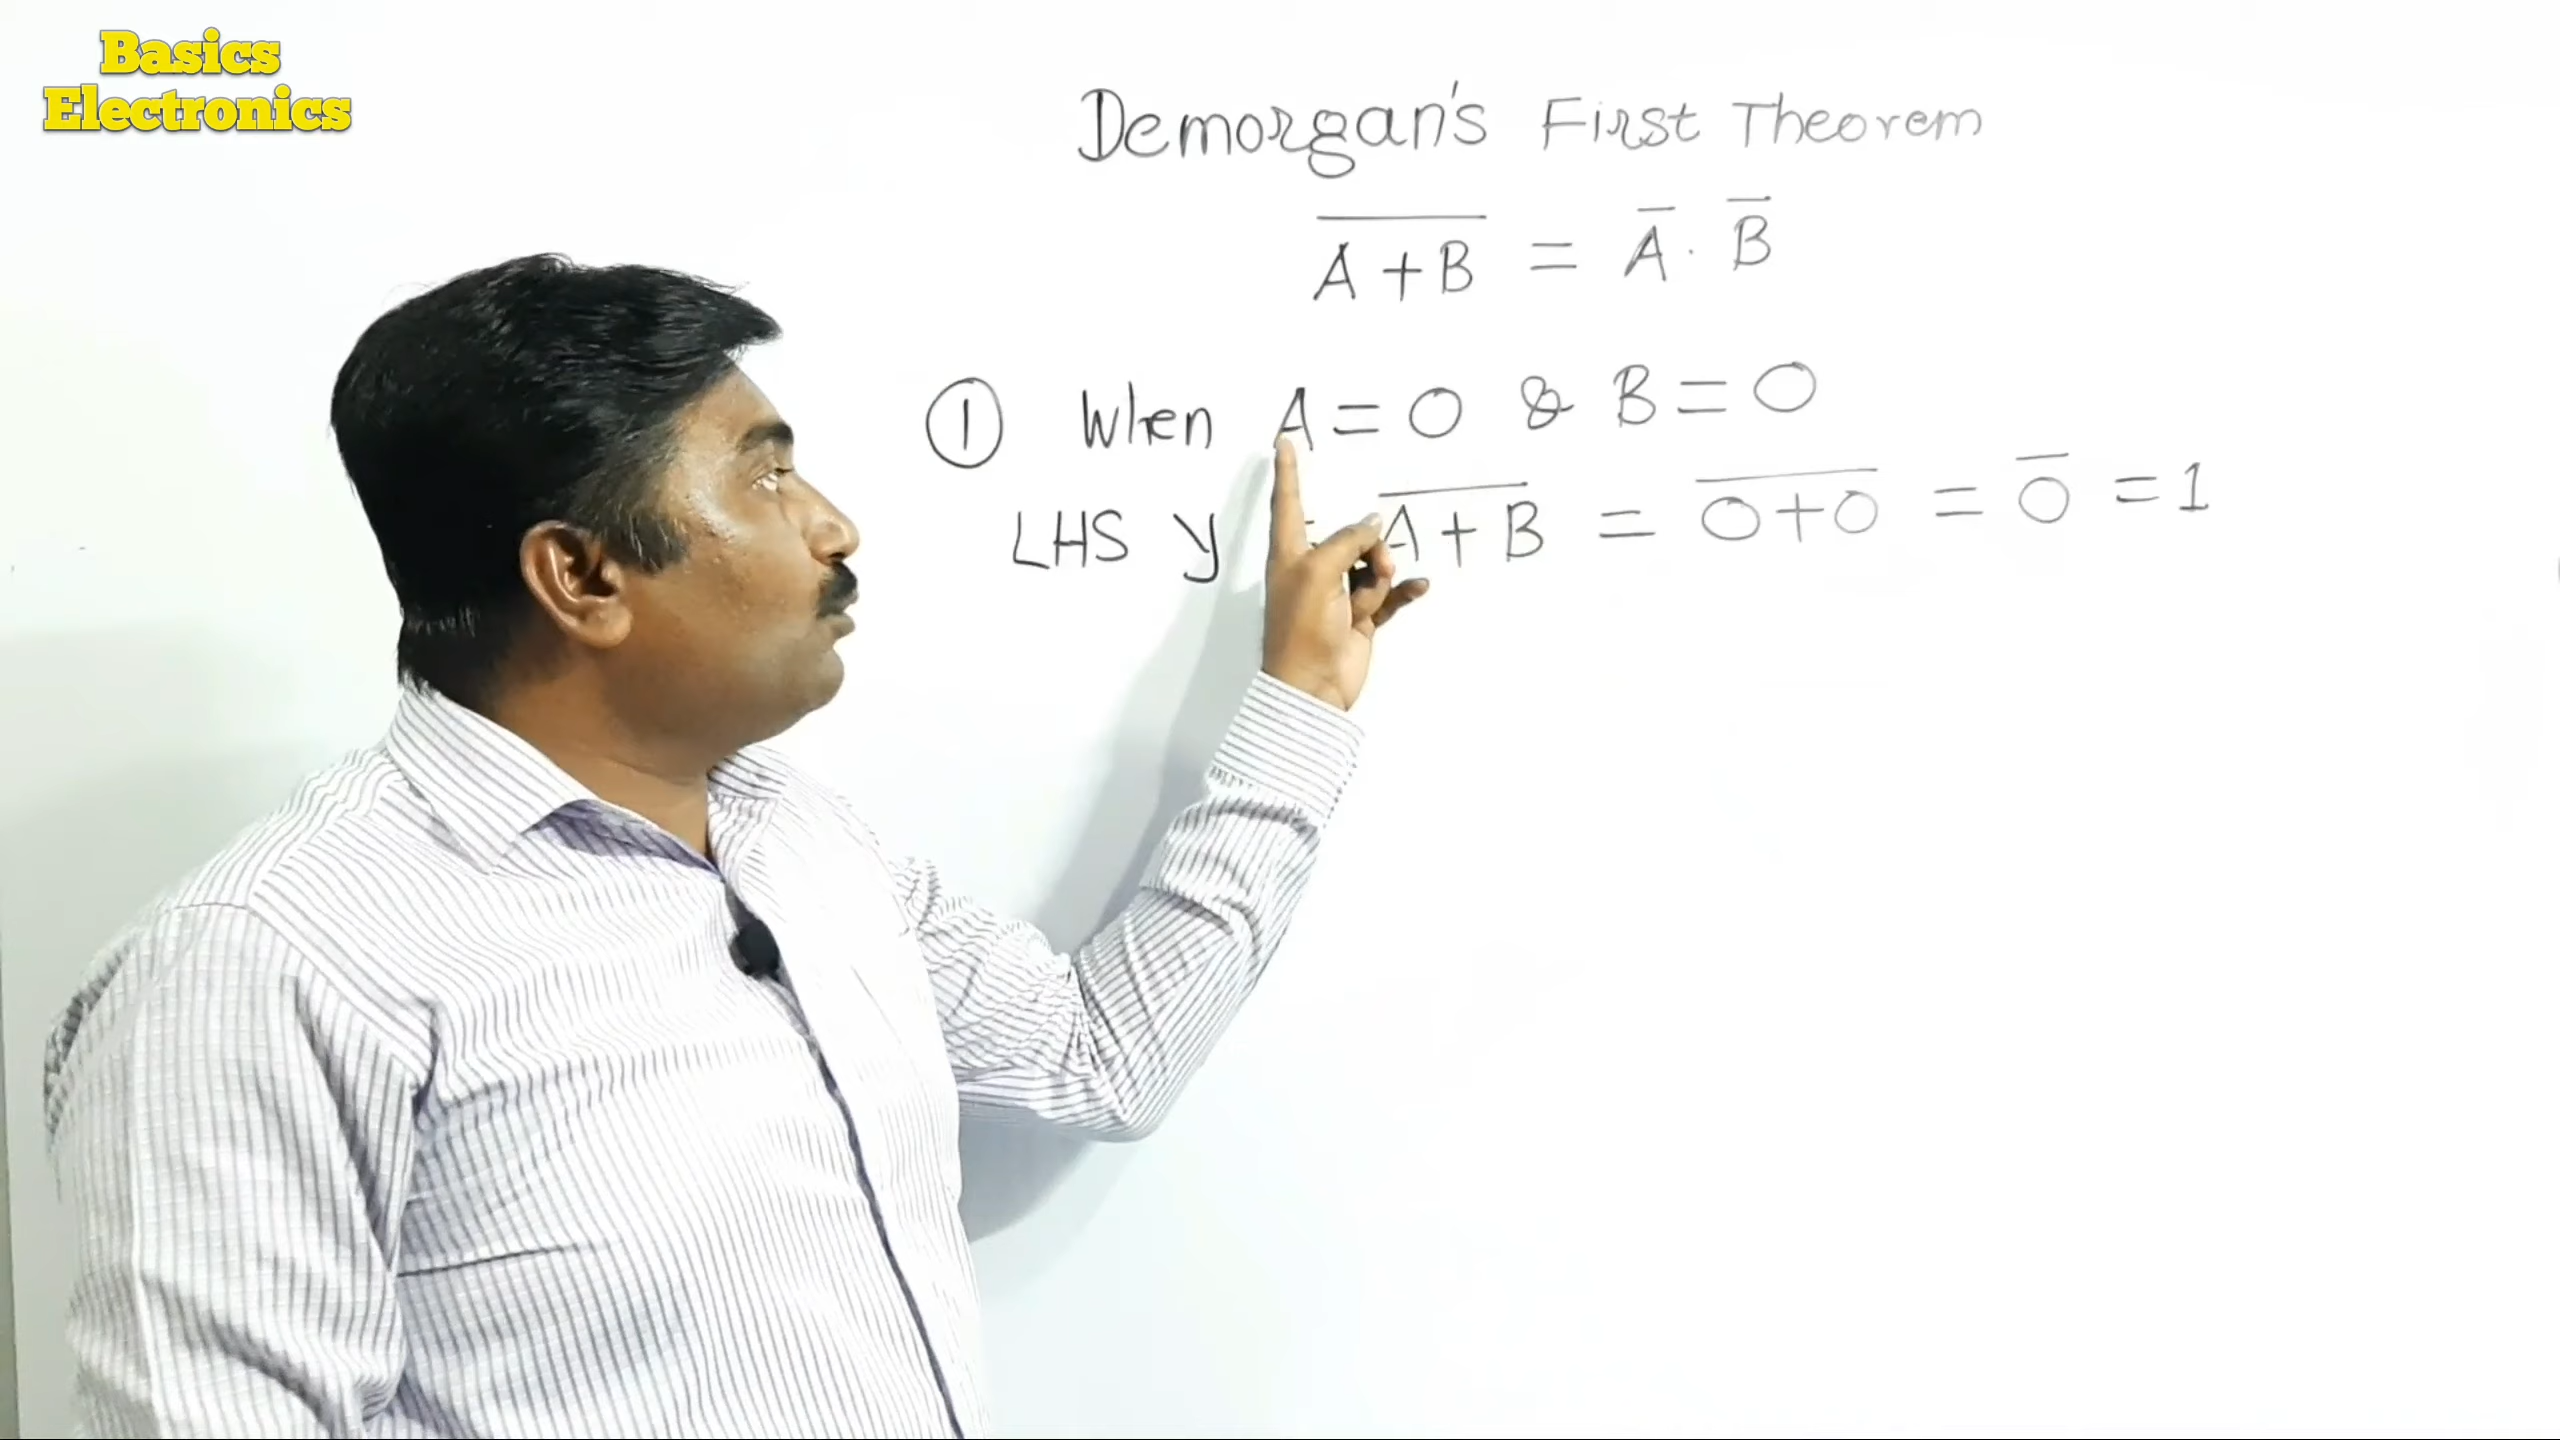 Basics
Electronics
Demorgan's First Theorem
A̅ ̅+̅ ̅B̅ = A̅ . B̅
① When A = 0 & B = 0
LHS y = A̅ ̅+̅ ̅B̅ = 0̅+̅0̅ = 0̅ = 1